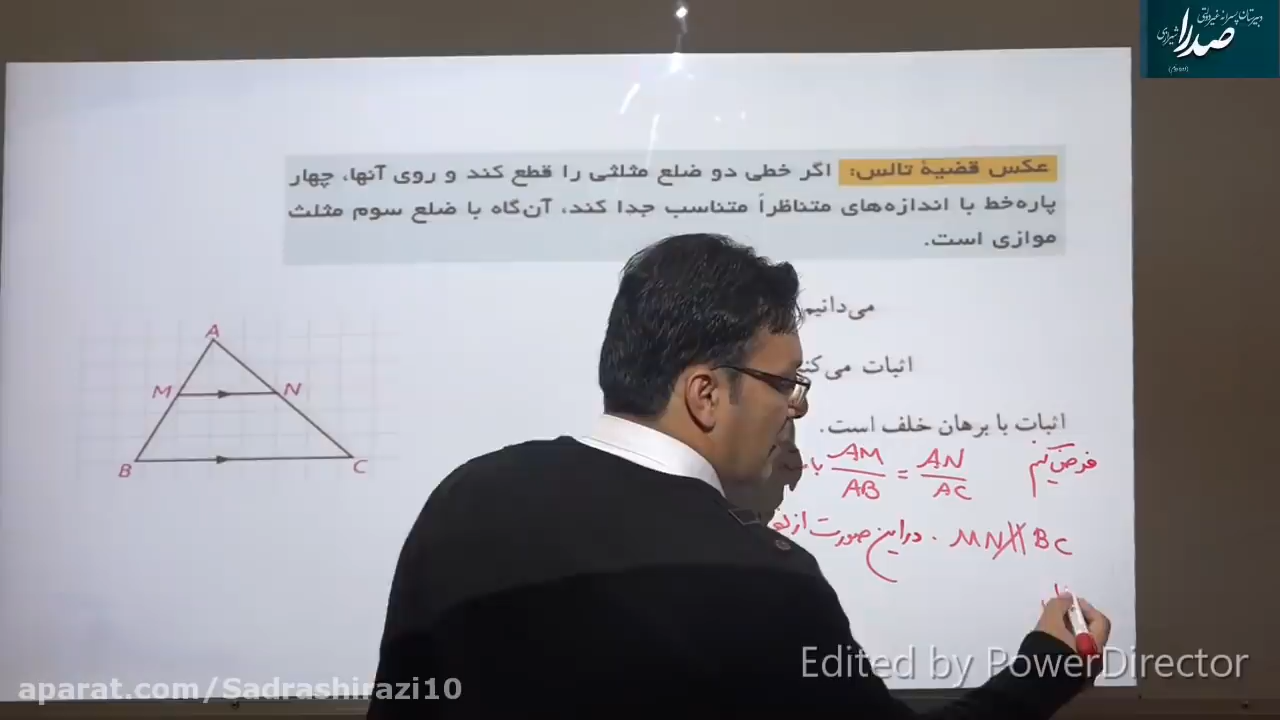 دبیرستان پسرانه غیردولتی
صدرا شیرازی
عکس قضیهٔ تالس: اگر خطی دو ضلع مثلثی را قطع کند و روی آنها، چهار
پاره‌خط با اندازه‌های متناظراً متناسب جدا کند، آن‌گاه با ضلع سوم مثلث
موازی است.
می‌دانیم
اثبات می‌کنـ
اثبات با برهان خلف است.
فرض کنیم AM/AB = AN/AC
MN∦BC . در این صورت از
A
M
N
B
C
Edited by PowerDirector
aparat.com/Sadrashirazi10